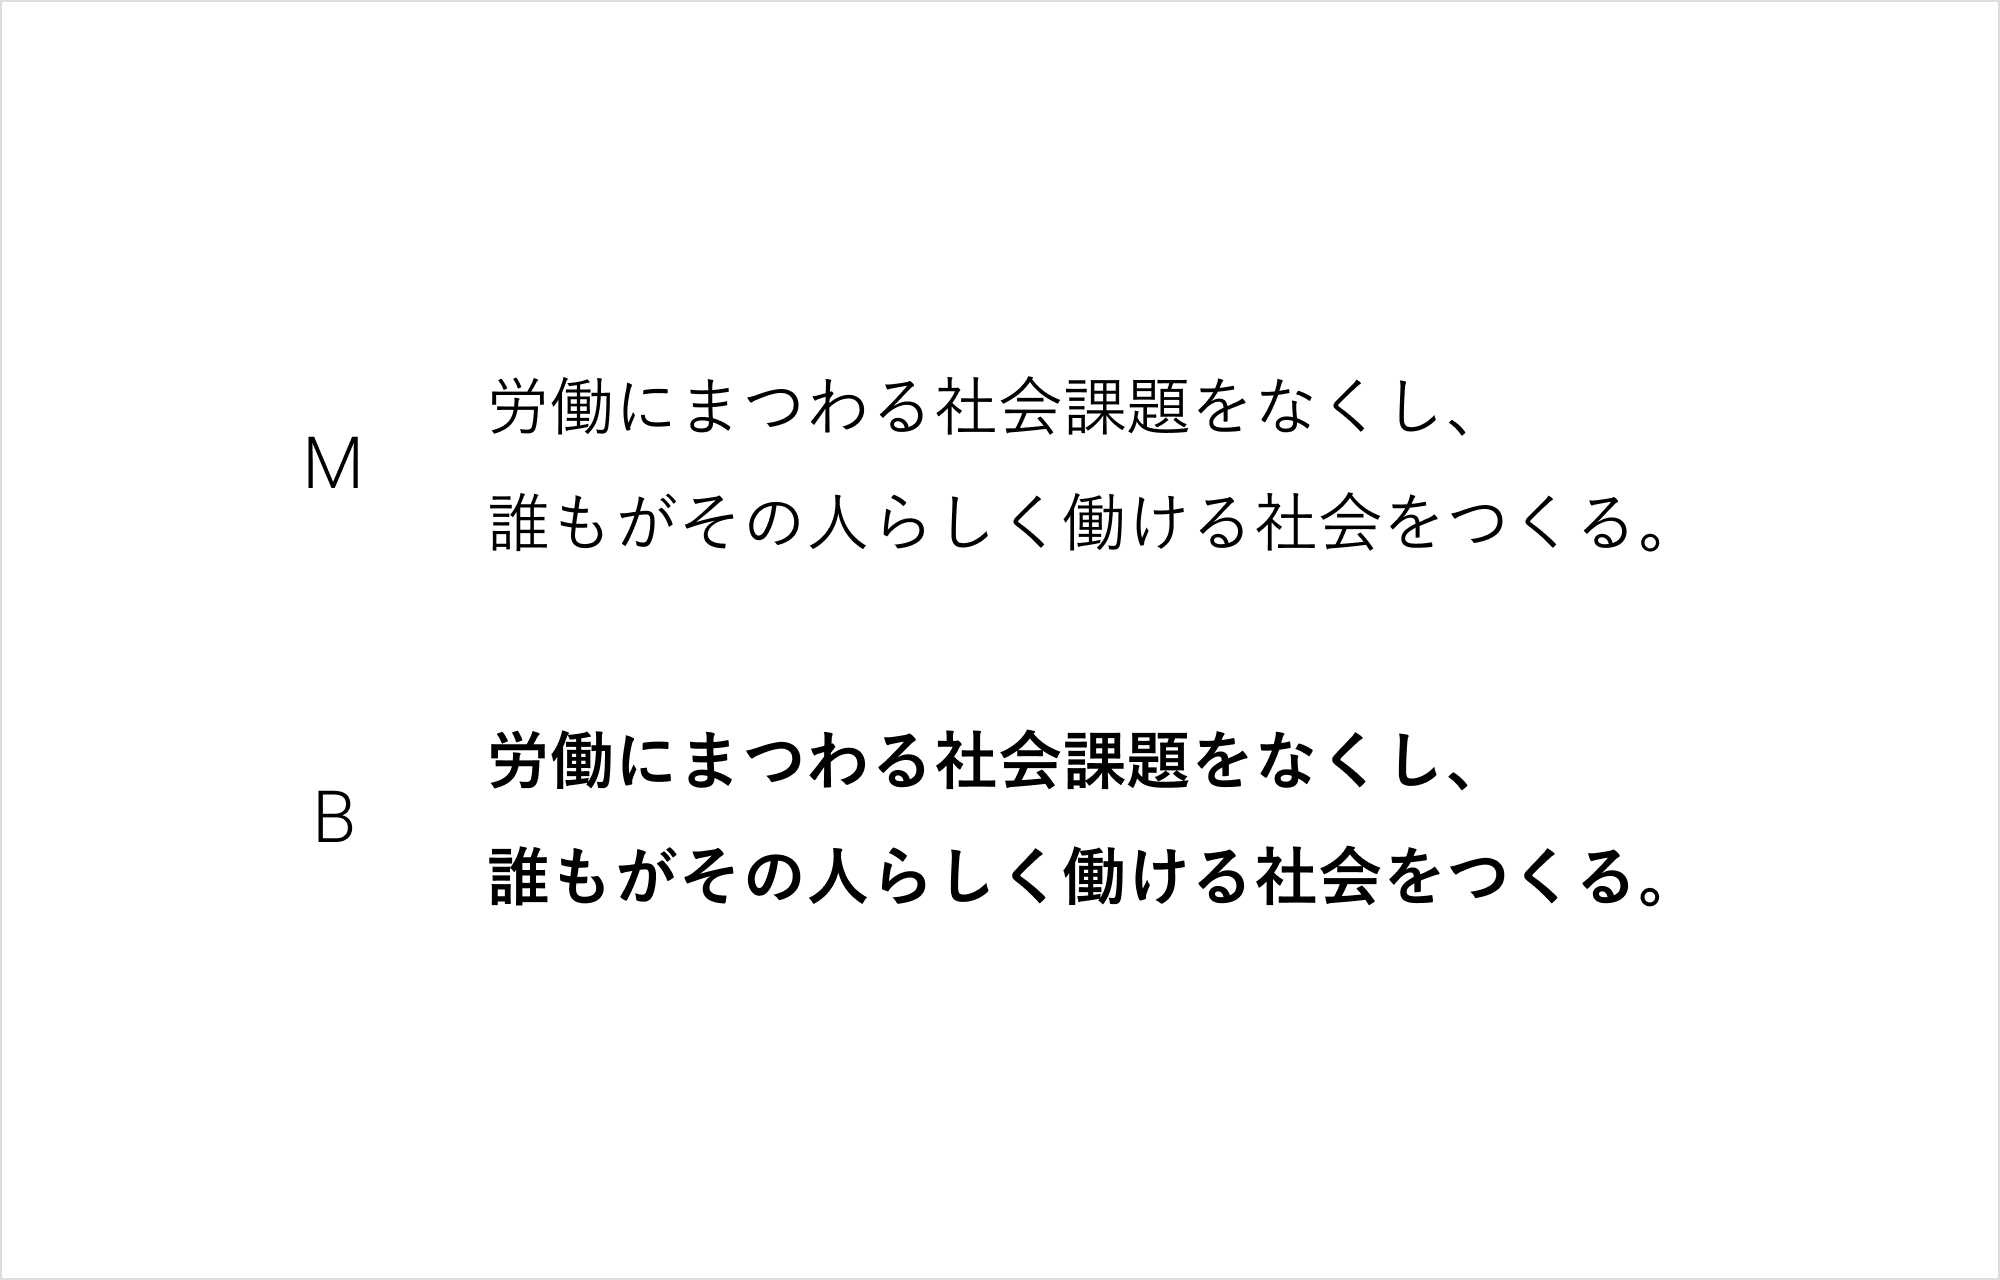 M
労働にまつわる社会課題をなくし、
誰もがその人らしく働ける社会をつくる。
B
労働にまつわる社会課題をなくし、
誰もがその人らしく働ける社会をつくる。